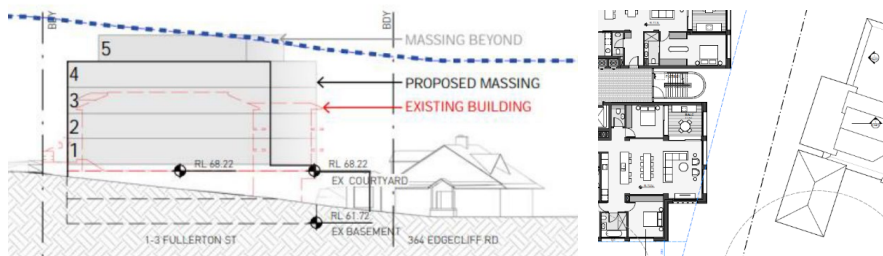 BDY
BDY
5
MASSING BEYOND
4
PROPOSED MASSING
3
EXISTING BUILDING
2
1
RL 68.22
RL 68.22
EX COURTYARD
RL 61.72
EX BASEMENT
1-3 FULLERTON ST
364 EDGECLIFF RD